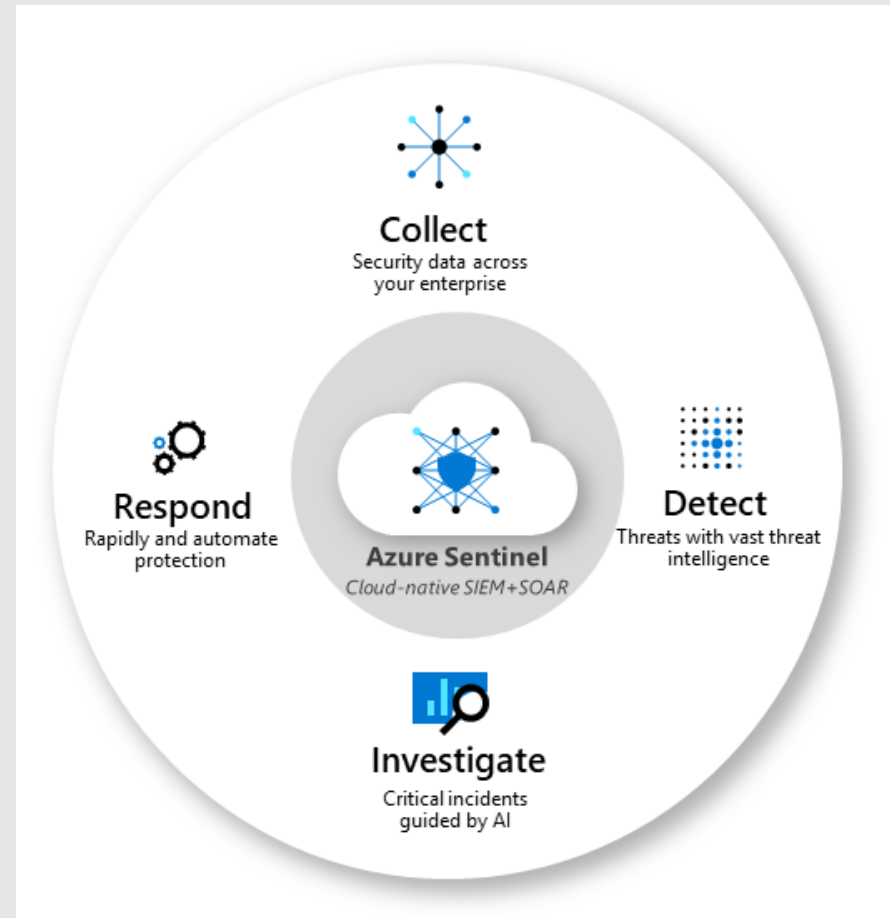 Collect
Security data across
your enterprise
Respond
Rapidly and automate
protection
Azure Sentinel
Cloud-native SIEM+SOAR
Detect
Threats with vast threat
intelligence
Investigate
Critical incidents
guided by AI